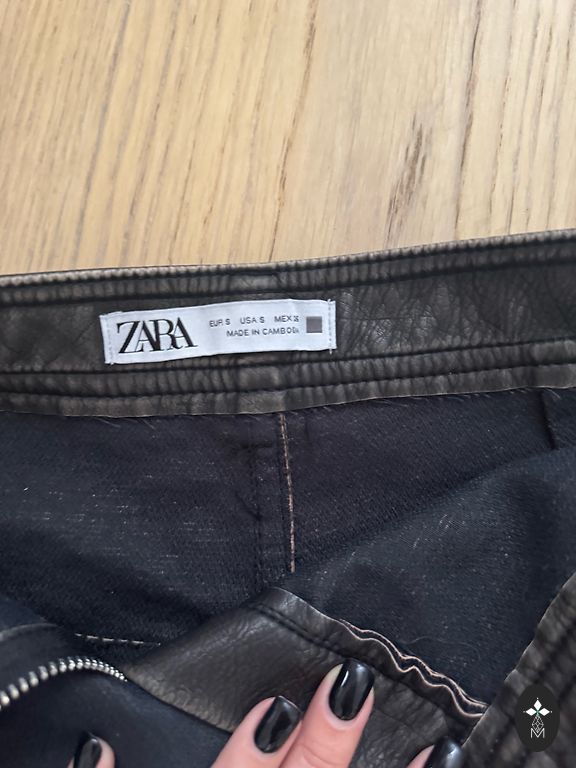 ZARA
EUR S USA S MEX 26
MADE IN CAMBODIA
M